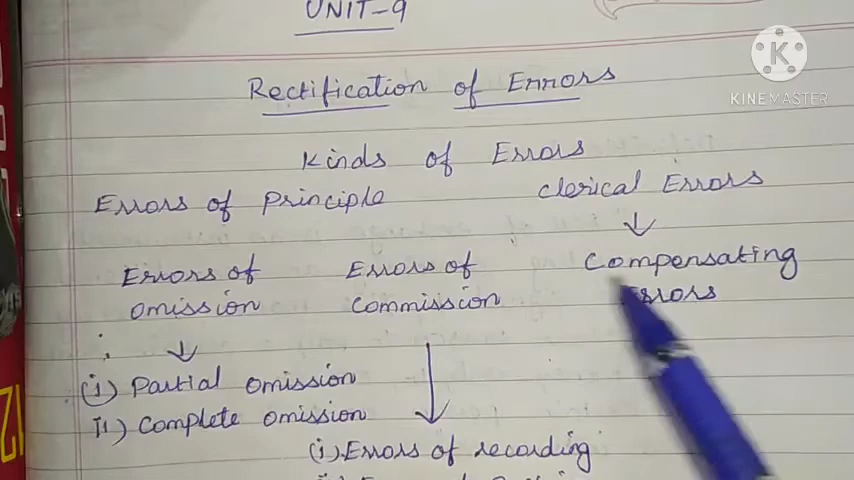 UNIT-9
Rectification of Errors
Kinds of Errors
Errors of principle
clerical Errors
Errors of omission
Errors of commission
Compensating Errors
(i) Partial omission
ii) Complete omission
(i). Errors of recording
K
KINEMASTER
12